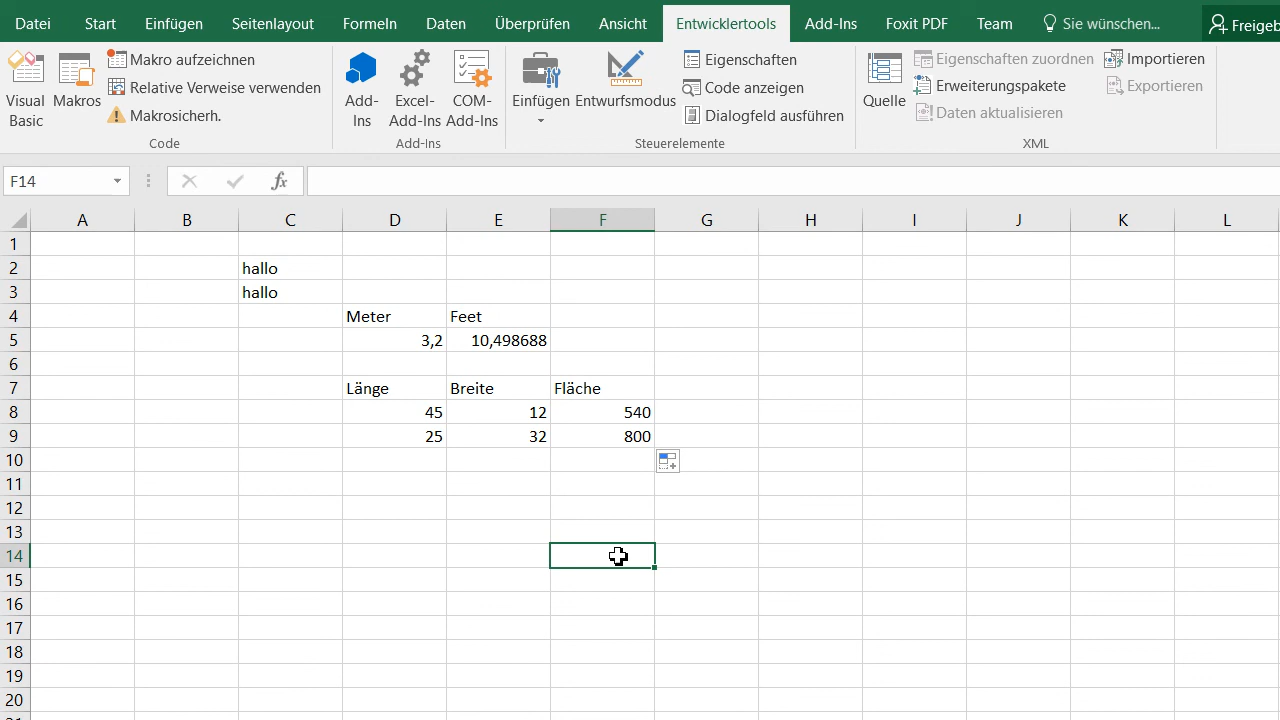 Datei Start Einfügen Seitenlayout Formeln Daten Überprüfen Ansicht Entwicklertools Add-Ins Foxit PDF Team Sie wünschen... Freigeb
Visual Basic
Makros
Makro aufzeichnen
Relative Verweise verwenden
Makrosicherh.
Code
Add-Ins
Excel-Add-Ins
COM-Add-Ins
Add-Ins
Einfügen
Entwurfsmodus
Eigenschaften
Code anzeigen
Dialogfeld ausführen
Steuerelemente
Quelle
Eigenschaften zuordnen
Erweiterungspakete
Daten aktualisieren
Importieren
Exportieren
XML
F14 fx
A B C D E F G H I J K L
1
2 hallo
3 hallo
4 Meter Feet
5 3,2 10,498688
6
7 Länge Breite Fläche
8 45 12 540
9 25 32 800
10
11
12
13
14
15
16
17
18
19
20